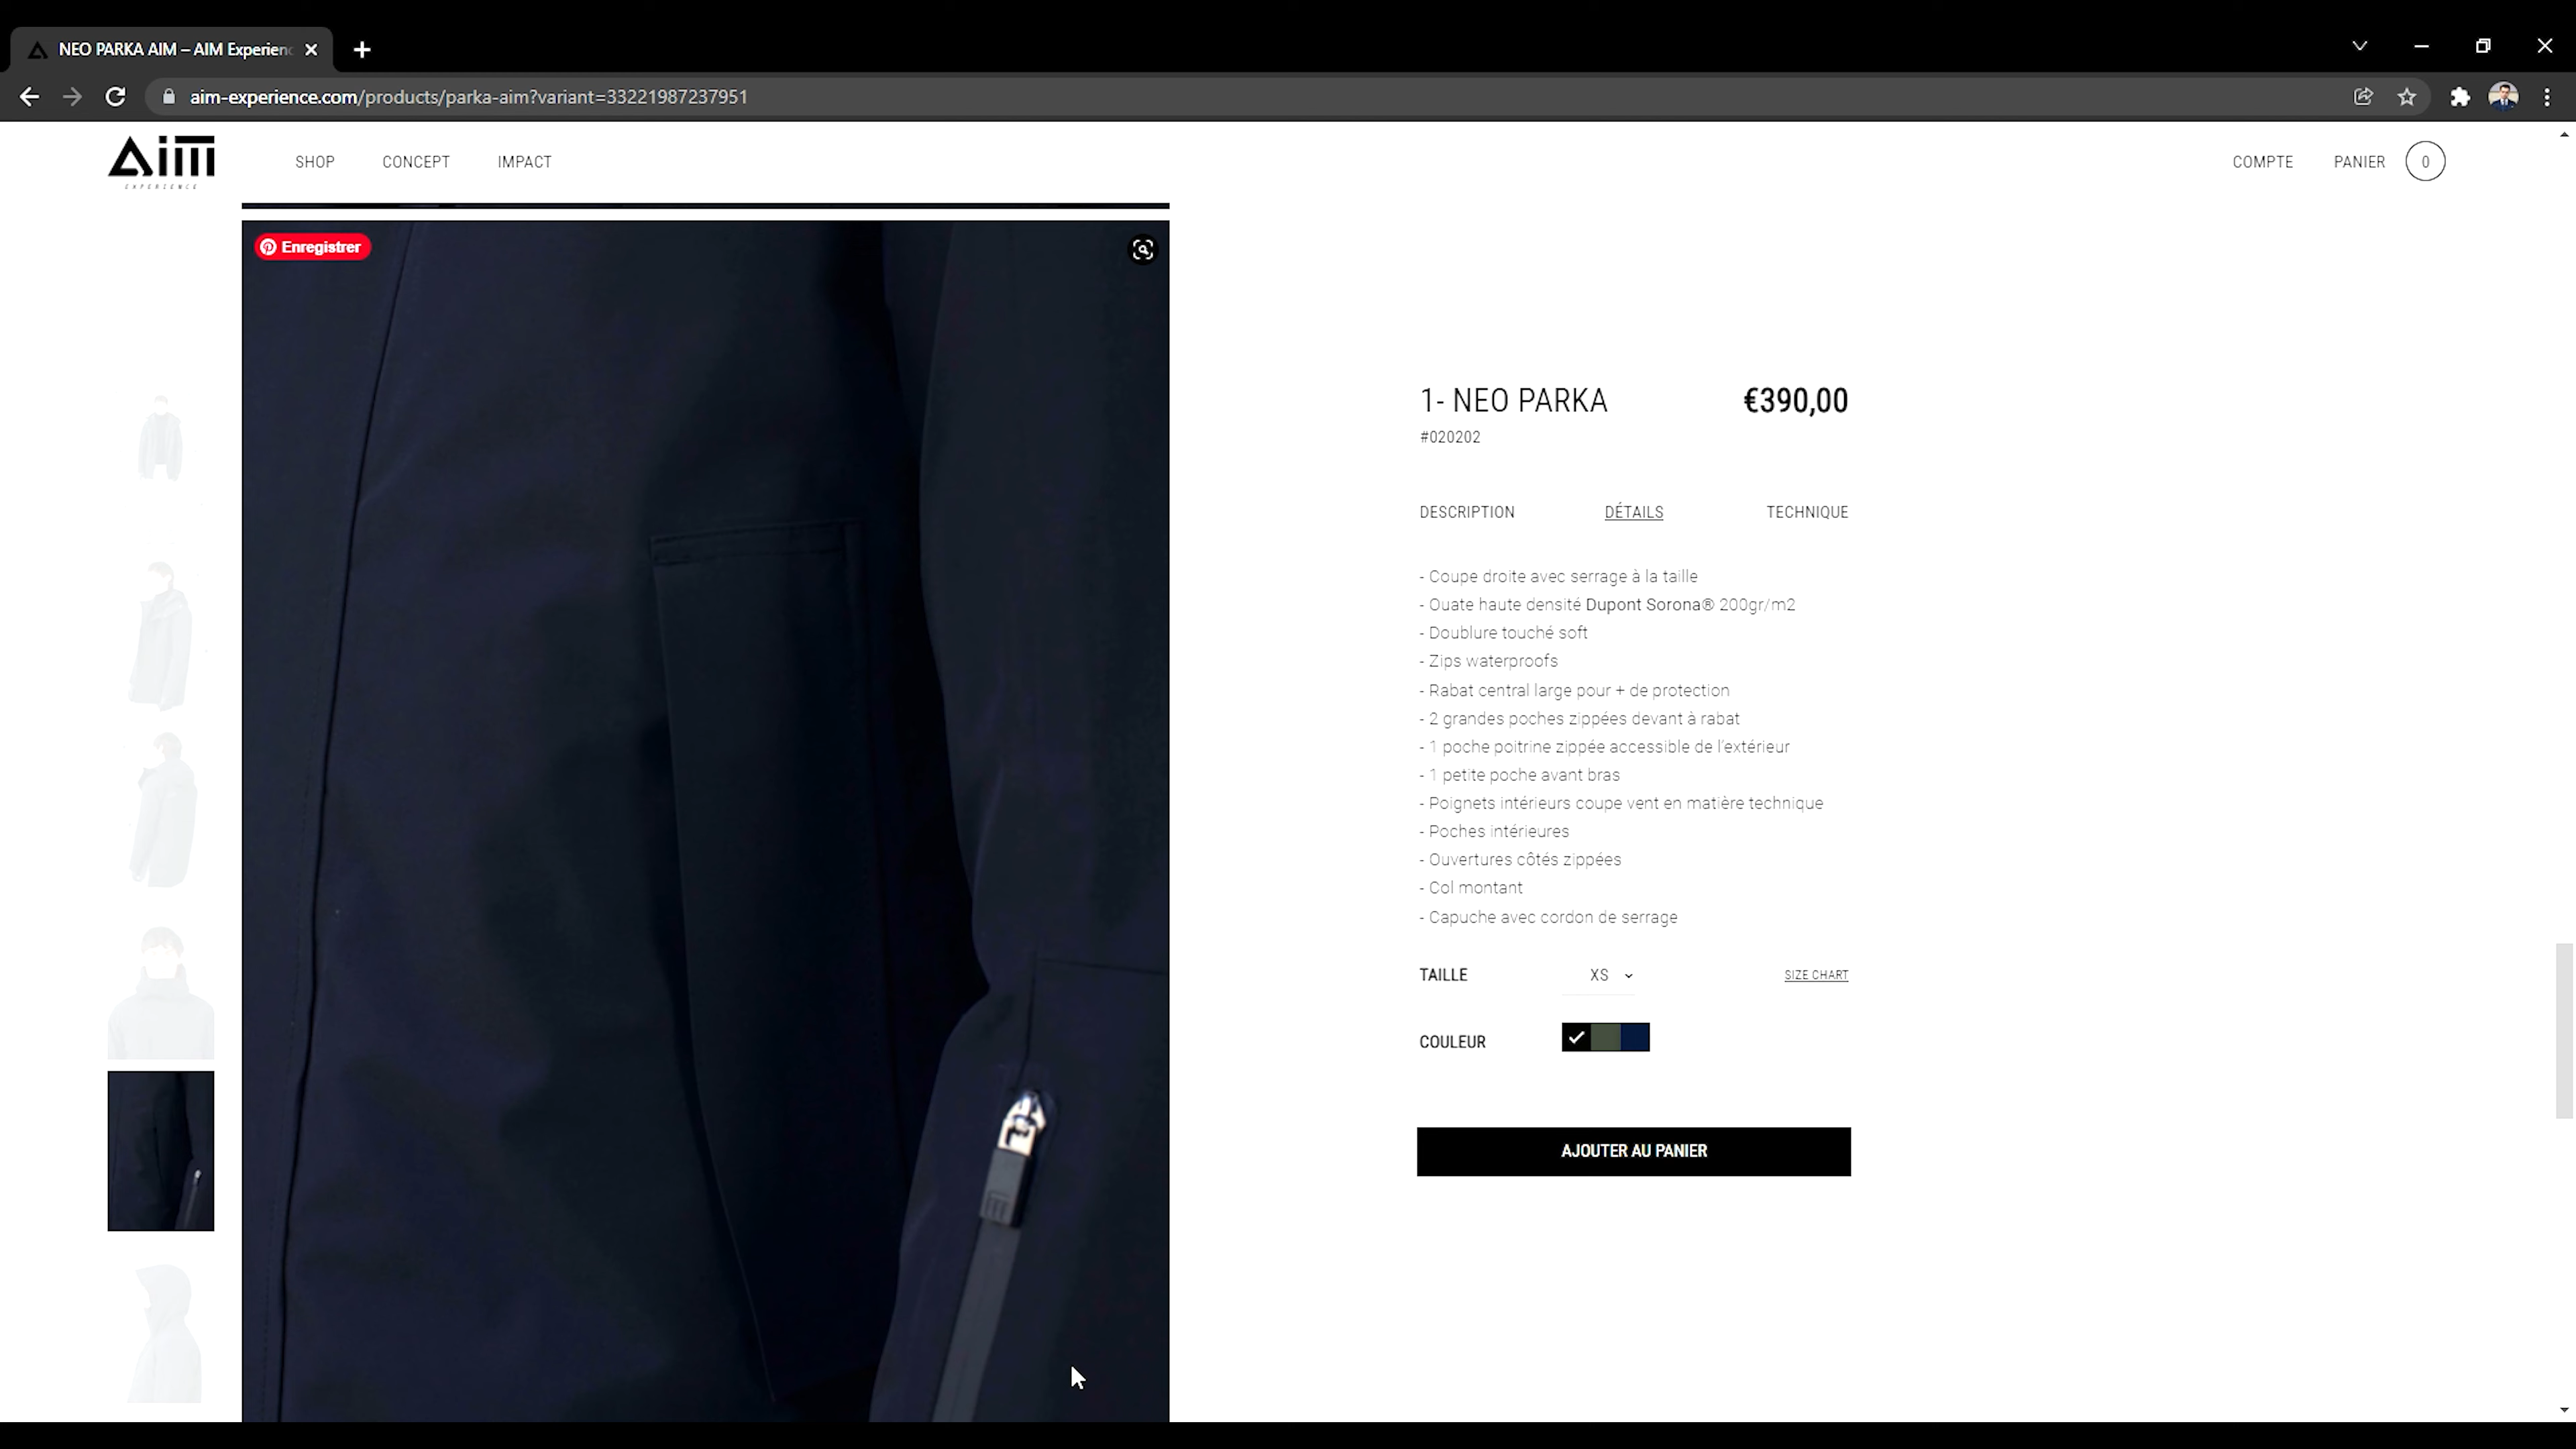 NEO PARKA AIM – AIM Experienc
aim-experience.com/products/parka-aim?variant=33221987237951
AIM
EXPERIENCE
SHOP CONCEPT IMPACT
COMPTE PANIER 0
Enregistrer
1- NEO PARKA €390,00
#020202
DESCRIPTION DÉTAILS TECHNIQUE
- Coupe droite avec serrage à la taille
- Ouate haute densité Dupont Sorona® 200gr/m2
- Doublure touché soft
- Zips waterproofs
- Rabat central large pour + de protection
- 2 grandes poches zippées devant à rabat
- 1 poche poitrine zippée accessible de l'extérieur
- 1 petite poche avant bras
- Poignets intérieurs coupe vent en matière technique
- Poches intérieures
- Ouvertures côtés zippées
- Col montant
- Capuche avec cordon de serrage
TAILLE XS SIZE CHART
COULEUR
AJOUTER AU PANIER